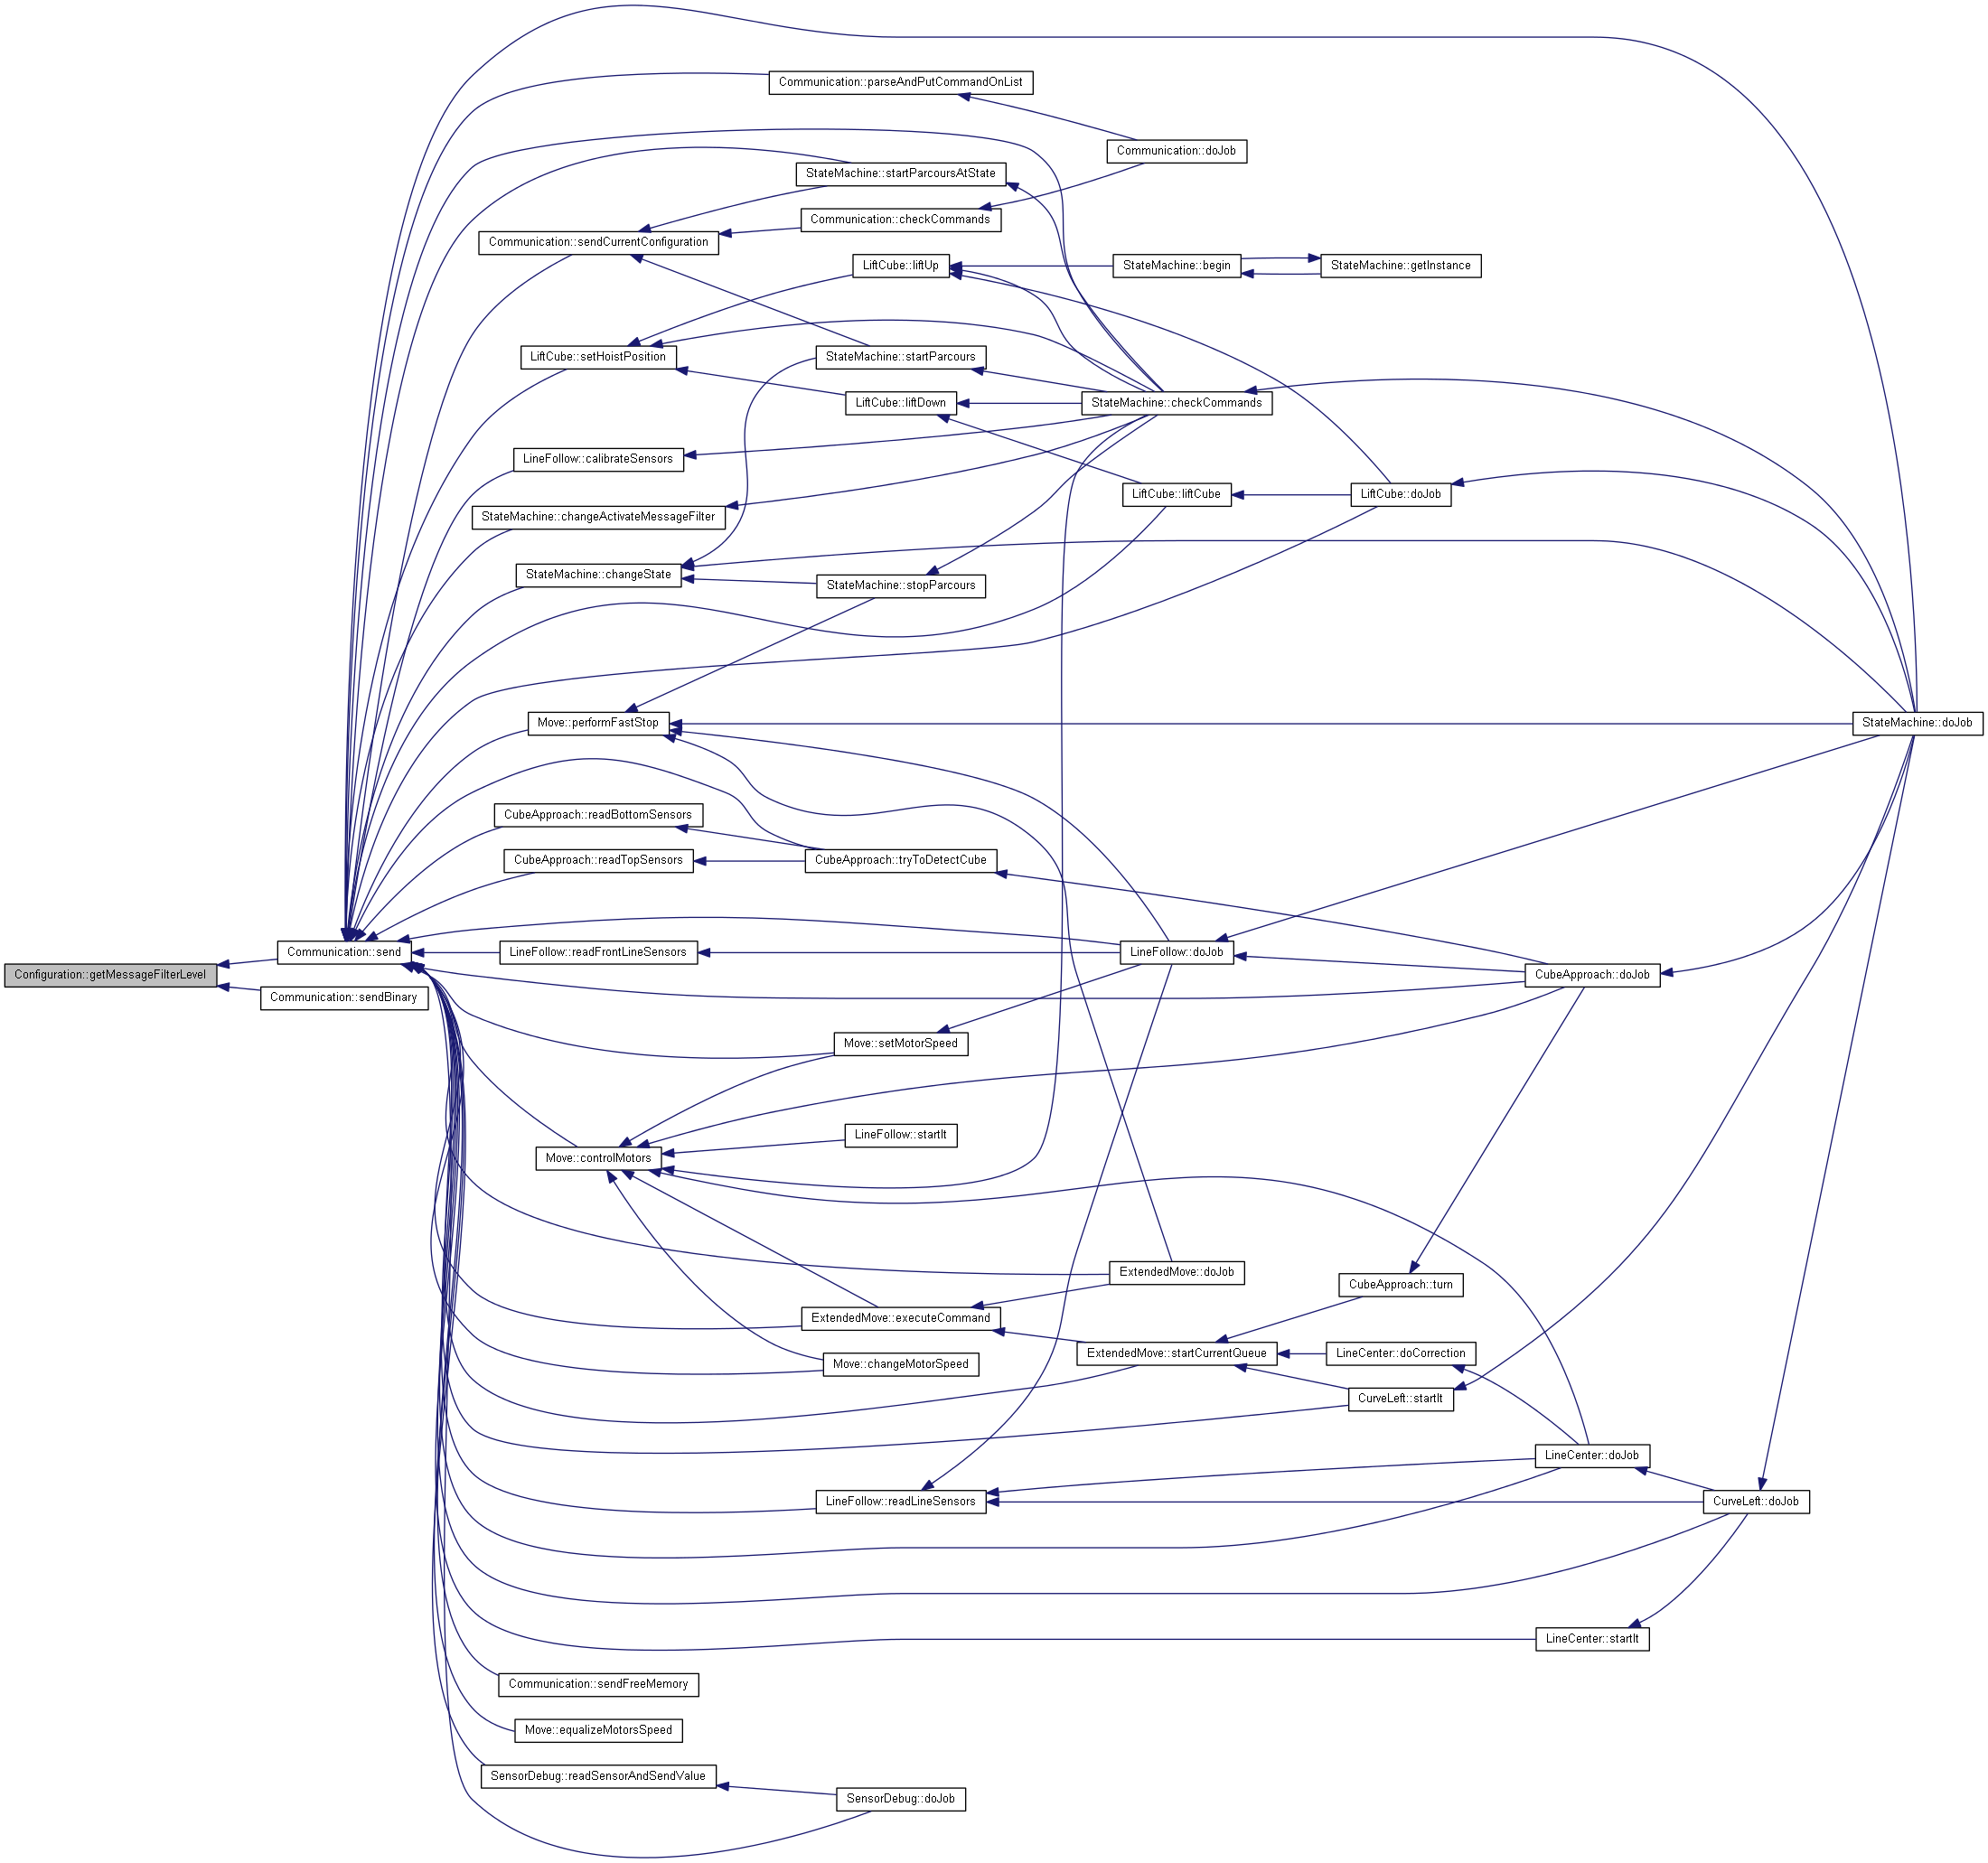 Communication::parseAndPutCommandOnList
Communication::doJob
StateMachine::startParcoursAtState
Communication::checkCommands
Communication::sendCurrentConfiguration
LiftCube::liftUp
StateMachine::begin
StateMachine::getInstance
LiftCube::setHoistPosition
StateMachine::startParcours
LiftCube::liftDown
StateMachine::checkCommands
LineFollow::calibrateSensors
LiftCube::liftCube
LiftCube::doJob
StateMachine::changeActivateMessageFilter
StateMachine::changeState
StateMachine::stopParcours
Move::performFastStop
StateMachine::doJob
CubeApproach::readBottomSensors
CubeApproach::readTopSensors
CubeApproach::tryToDetectCube
Communication::send
LineFollow::readFrontLineSensors
LineFollow::doJob
Configuration::getMessageFilterLevel
CubeApproach::doJob
Communication::sendBinary
Move::setMotorSpeed
LineFollow::startIt
Move::controlMotors
ExtendedMove::doJob
CubeApproach::turn
ExtendedMove::executeCommand
ExtendedMove::startCurrentQueue
LineCenter::doCorrection
Move::changeMotorSpeed
CurveLeft::startIt
LineCenter::doJob
LineFollow::readLineSensors
CurveLeft::doJob
LineCenter::startIt
Communication::sendFreeMemory
Move::equalizeMotorsSpeed
SensorDebug::readSensorAndSendValue
SensorDebug::doJob